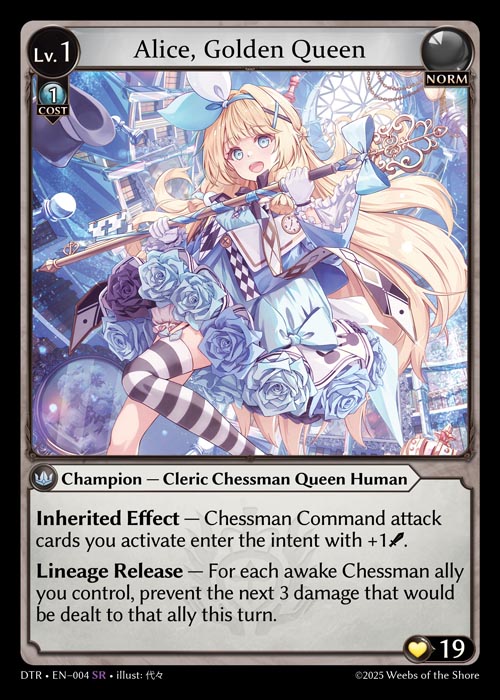 Lv. 1
Alice, Golden Queen
NORM
1
COST
Champion — Cleric Chessman Queen Human
Inherited Effect — Chessman Command attack
cards you activate enter the intent with +1.
Lineage Release — For each awake Chessman ally
you control, prevent the next 3 damage that would
be dealt to that ally this turn.
19
DTR • EN–004 SR • illust: 代々
©2025 Weebs of the Shore